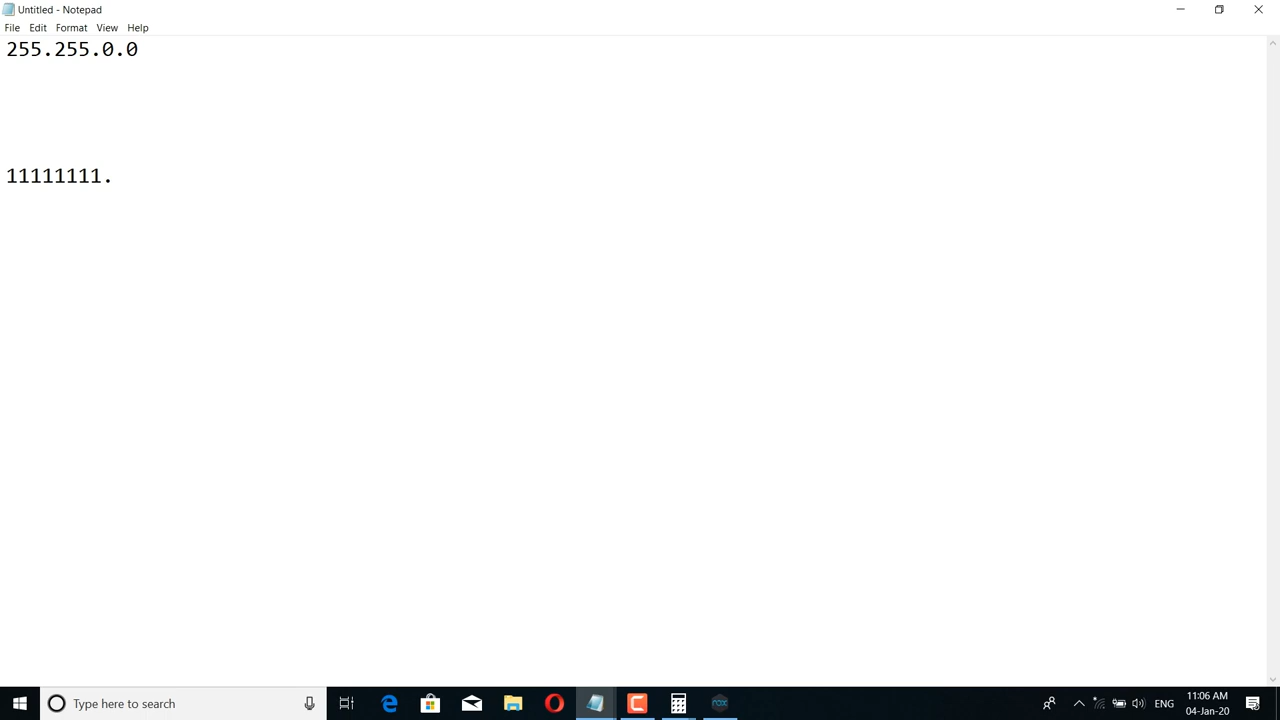 Untitled - Notepad
File Edit Format View Help
255.255.0.0
11111111.
Type here to search
nox
ENG
11:06 AM
04-Jan-20